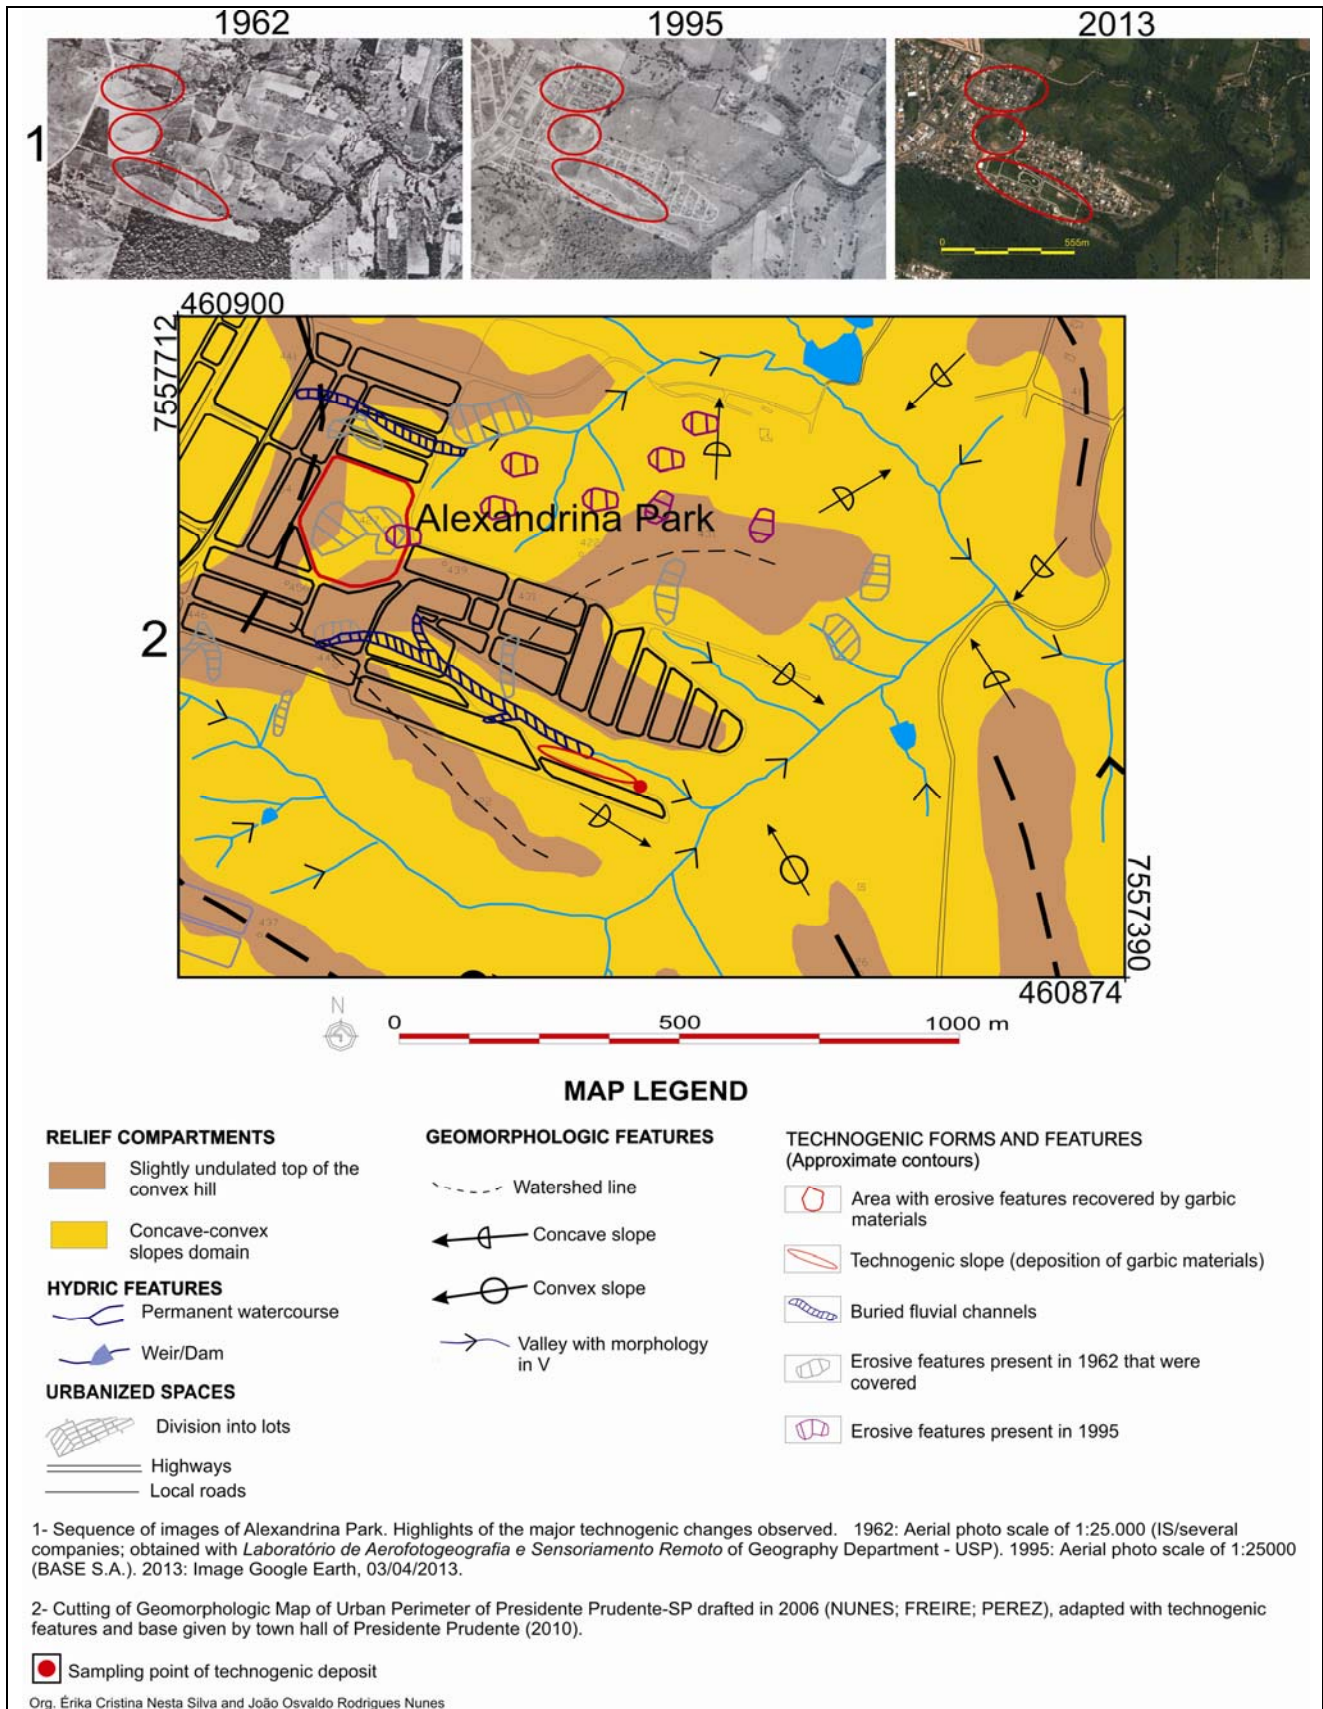 1962
1995
2013
1
0
555m
460900
7557712
441
Alexandrina Park
439
431
431
446
2
437
7557390
460874
N
0
500
1000 m
MAP LEGEND
RELIEF COMPARTMENTS
Slightly undulated top of the
convex hill
Concave-convex
slopes domain
HYDRIC FEATURES
Permanent watercourse
Weir/Dam
URBANIZED SPACES
Division into lots
Highways
Local roads
GEOMORPHOLOGIC FEATURES
Watershed line
Concave slope
Convex slope
Valley with morphology
in V
TECHNOGENIC FORMS AND FEATURES
(Approximate contours)
Area with erosive features recovered by garbic
materials
Technogenic slope (deposition of garbic materials)
Buried fluvial channels
Erosive features present in 1962 that were
covered
Erosive features present in 1995
1- Sequence of images of Alexandrina Park. Highlights of the major technogenic changes observed. 1962: Aerial photo scale of 1:25.000 (IS/several
companies; obtained with Laboratório de Aerofotogeografia e Sensoriamento Remoto of Geography Department - USP). 1995: Aerial photo scale of 1:25000
(BASE S.A.). 2013: Image Google Earth, 03/04/2013.
2- Cutting of Geomorphologic Map of Urban Perimeter of Presidente Prudente-SP drafted in 2006 (NUNES; FREIRE; PEREZ), adapted with technogenic
features and base given by town hall of Presidente Prudente (2010).
Sampling point of technogenic deposit
Org. Érika Cristina Nesta Silva and João Osvaldo Rodrigues Nunes